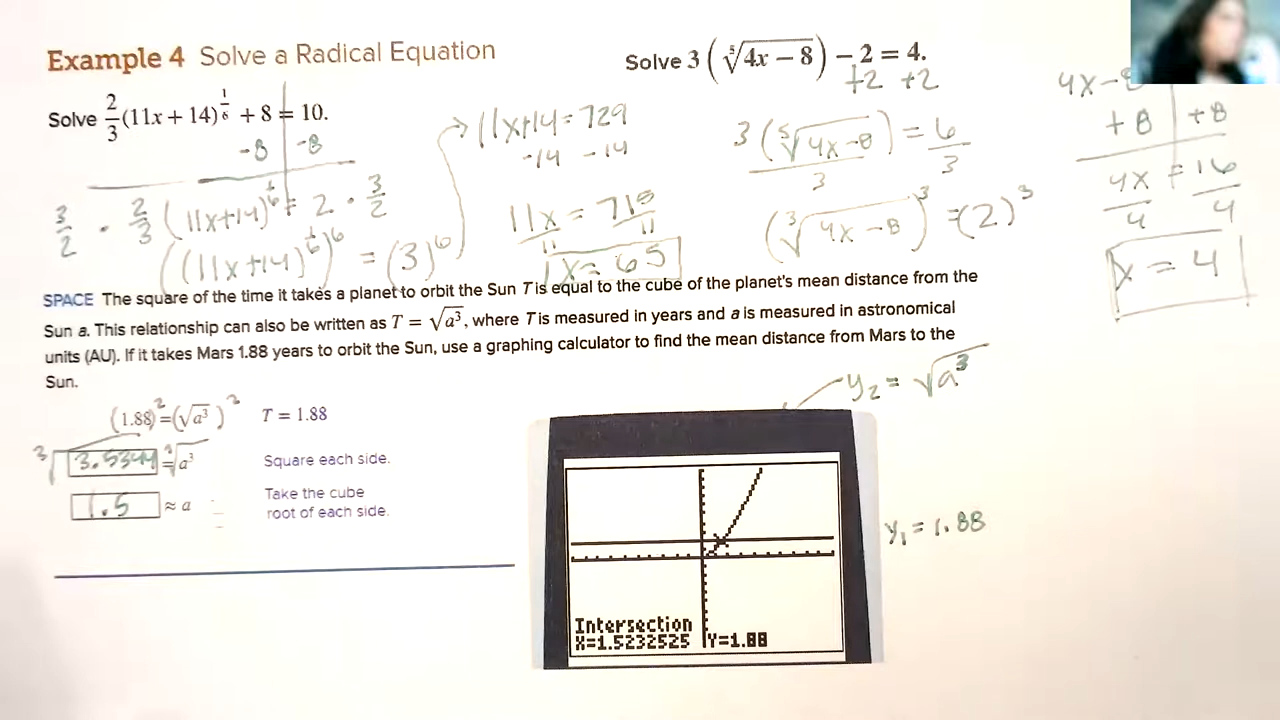 Example 4 Solve a Radical Equation
Solve 2/3(11x + 14)^(1/6) + 8 = 10.
-8 -8
3/2 · 2/3 (11x+14)^(1/6) = 2 · 3/2
((11x+14)^(1/6))^6 = (3)^6
11x+14 = 729
-14 -14
11x = 715
11 11
x = 65
Solve 3(⁵√(4x – 8)) – 2 = 4.
+2 +2
3(⁵√(4x-8)) = 6
3 3
(³√(4x-8))^3 = (2)^3
4x-8
+8 +8
4x = 16
4 4
x = 4
SPACE The square of the time it takes a planet to orbit the Sun T is equal to the cube of the planet's mean distance from the
Sun a. This relationship can also be written as T = √a³, where T is measured in years and a is measured in astronomical
units (AU). If it takes Mars 1.88 years to orbit the Sun, use a graphing calculator to find the mean distance from Mars to the
Sun.
(1.88)² = (√a³)² T = 1.88
³√3.5344 = ³√a³ Square each side.
1.5 ≈ a Take the cube
root of each side.
y₂ = √a³
y₁ = 1.88
Intersection
X=1.5232525 Y=1.88